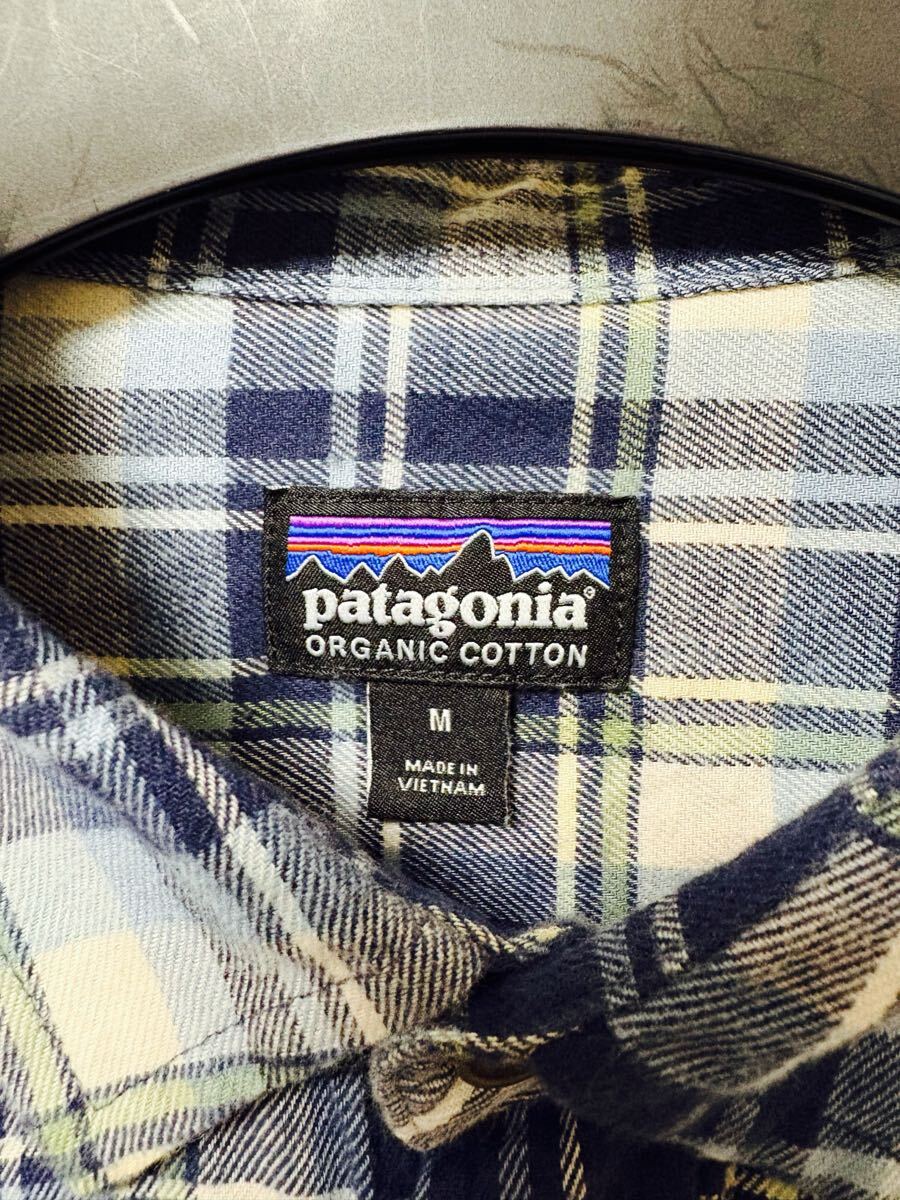 patagonia®
ORGANIC COTTON
M
MADE IN
VIETNAM